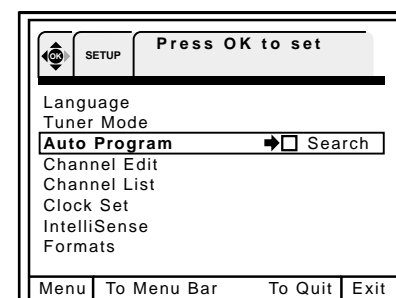 OK SETUP Press OK to set
Language
Tuner Mode
Auto Program Search
Channel Edit
Channel List
Clock Set
IntelliSense
Formats
Menu To Menu Bar To Quit Exit